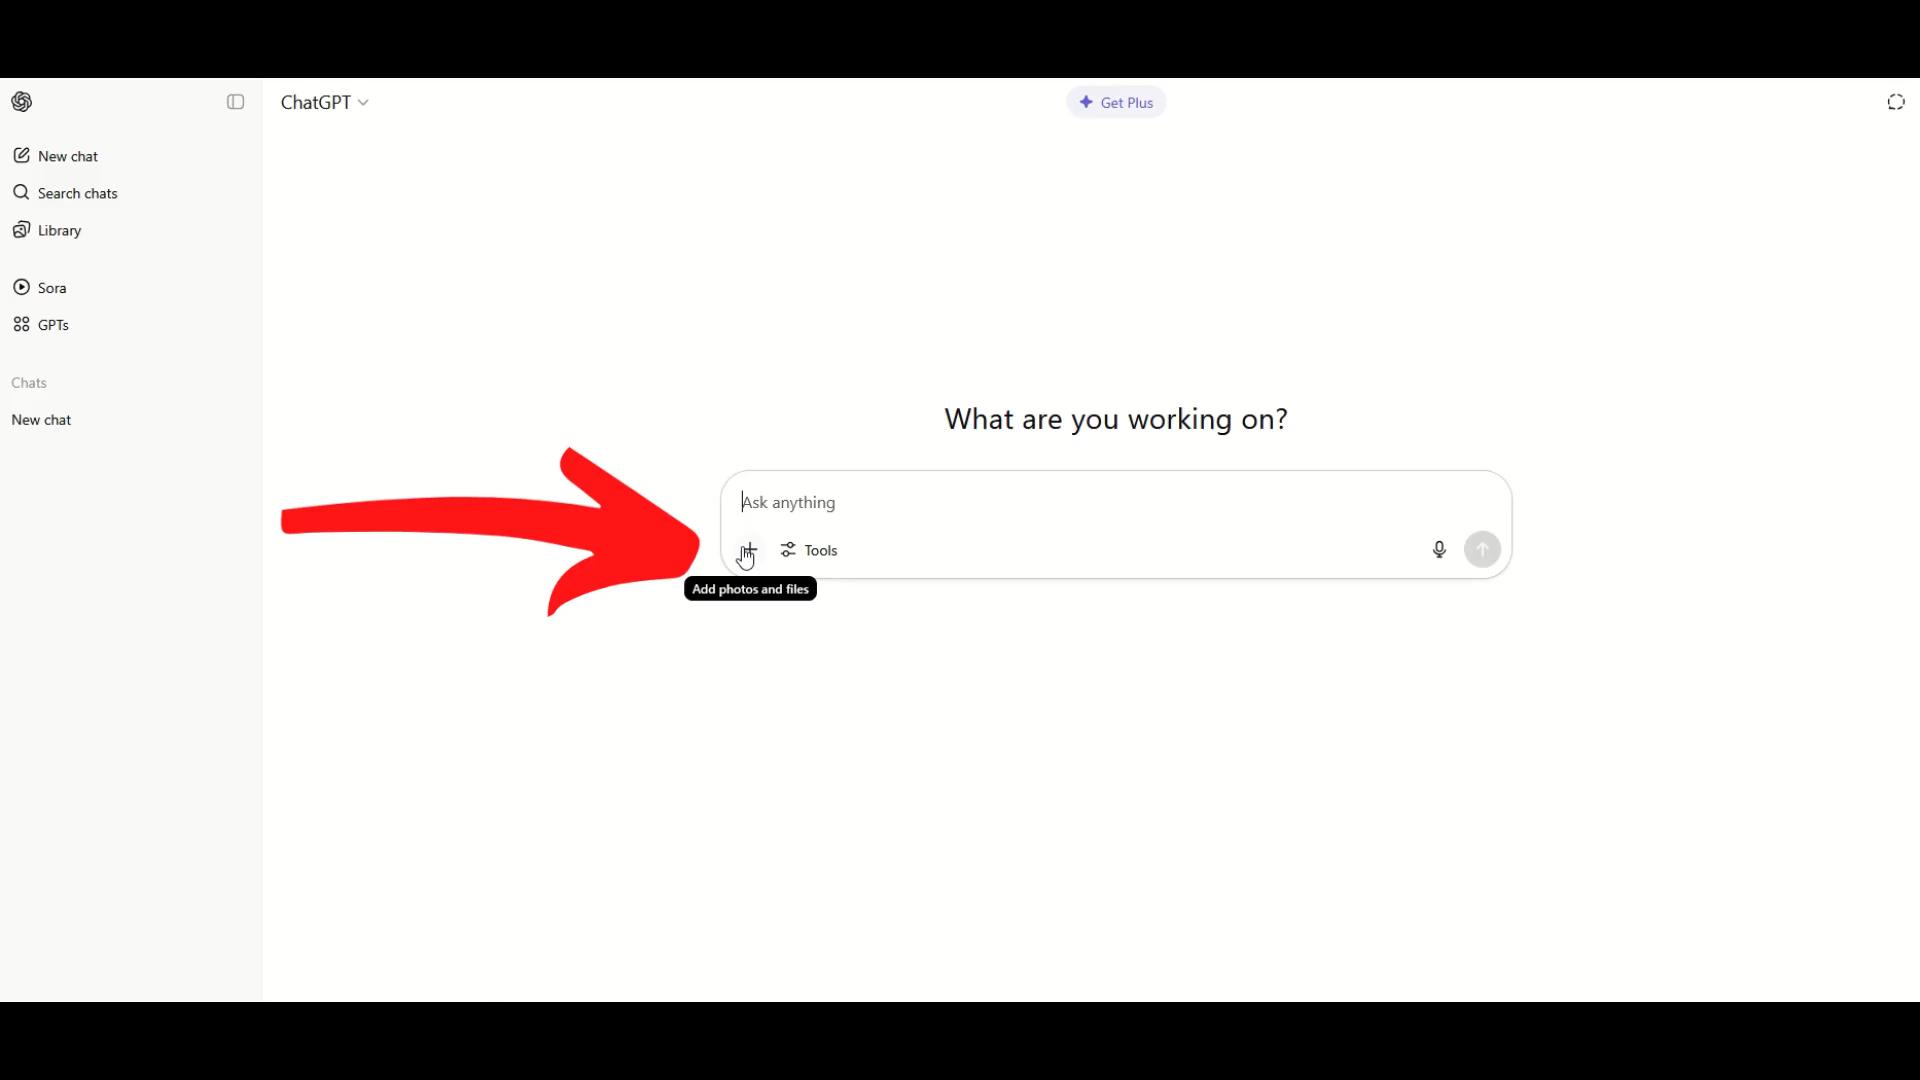 ChatGPT
Get Plus
New chat
Search chats
Library
Sora
GPTs
Chats
New chat
What are you working on?
Ask anything
Tools
Add photos and files